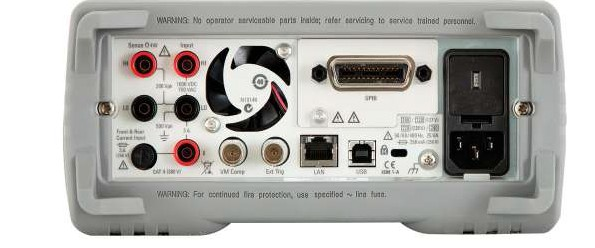 WARNING: No operator serviceable parts inside; refer servicing to service trained personnel.
Sense Ω 4W
Input
HI
HI
200 Vpk
1000 VDC
750 VAC
LO
LO
500 Vpk
3 A
Front & Rear
Current Input
I
CAT II (300 V)
N10149
VM Comp
Ext Trig
GPIB
LAN
USB
ISM 1-A
WARNING: For continued fire protection, use specified ~ line fuse.